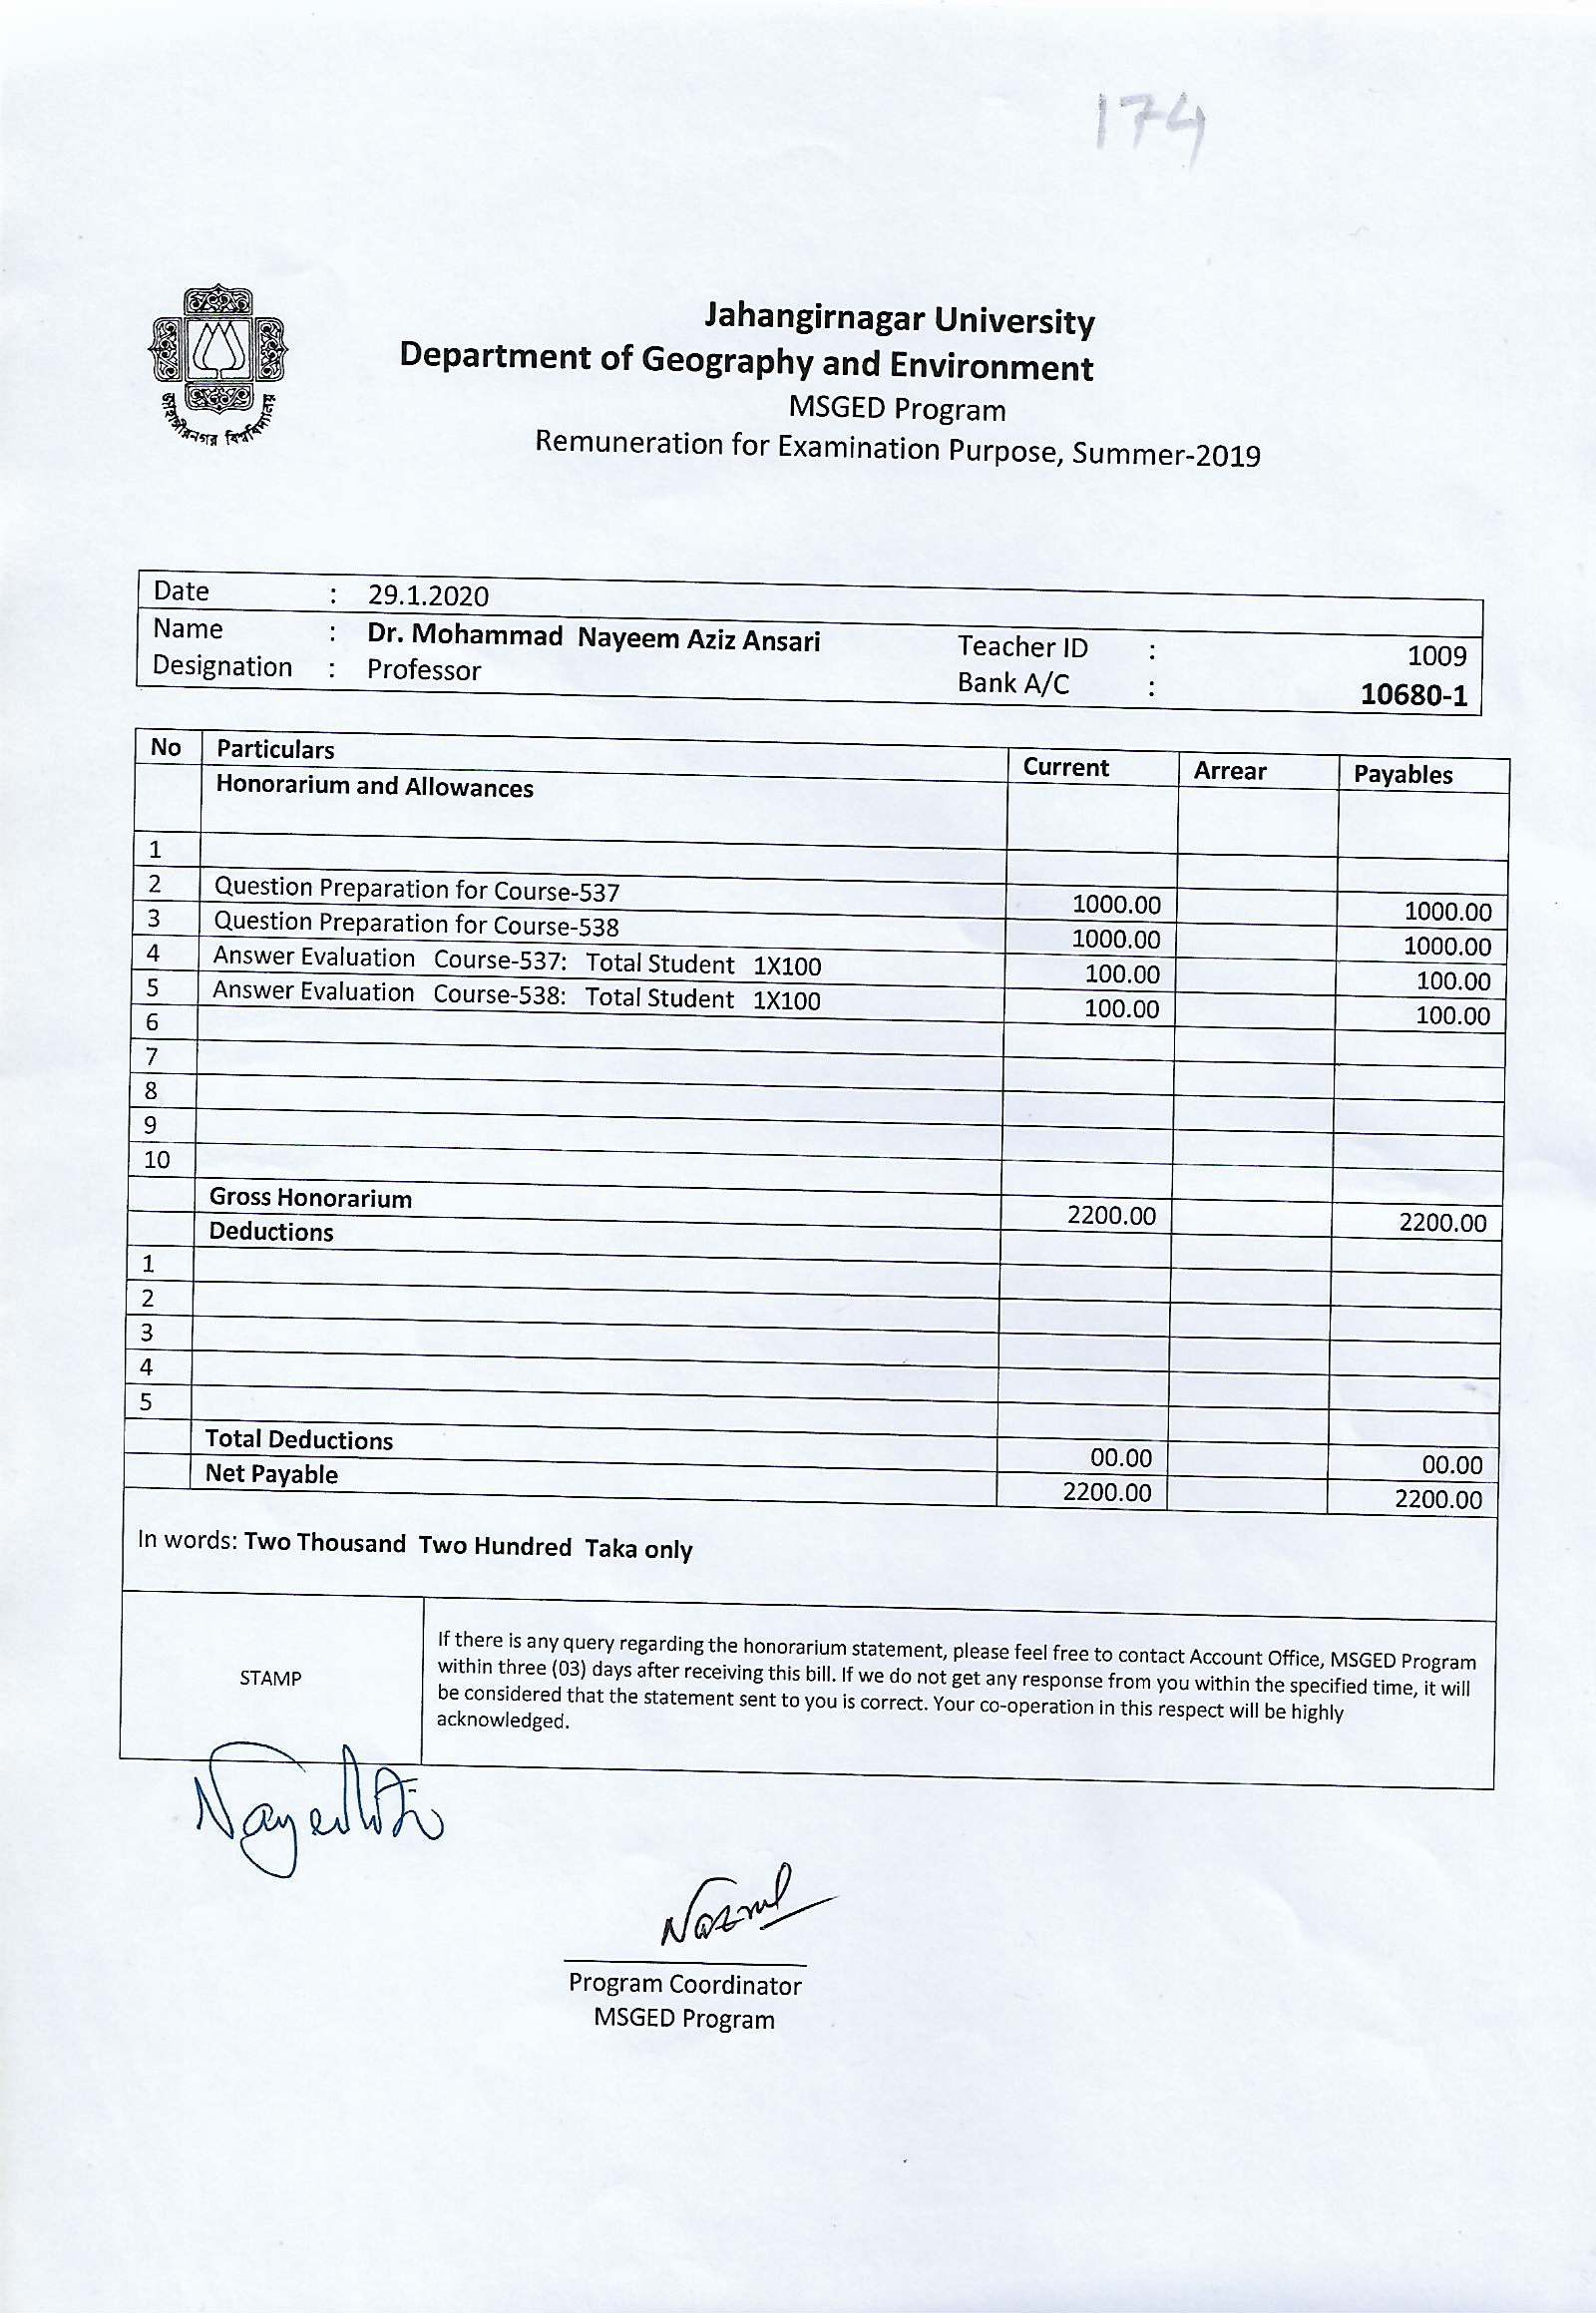 174
জাহাঙ্গীরনগর বিশ্ববিদ্যালয়
Jahangirnagar University
Department of Geography and Environment
MSGED Program
Remuneration for Examination Purpose, Summer-2019
Date : 29.1.2020
Name : Dr. Mohammad Nayeem Aziz Ansari Teacher ID : 1009
Designation : Professor Bank A/C : 10680-1
No Particulars Current Arrear Payables
Honorarium and Allowances
1
2 Question Preparation for Course-537 1000.00 1000.00
3 Question Preparation for Course-538 1000.00 1000.00
4 Answer Evaluation Course-537: Total Student 1X100 100.00 100.00
5 Answer Evaluation Course-538: Total Student 1X100 100.00 100.00
6
7
8
9
10
Gross Honorarium 2200.00 2200.00
Deductions
1
2
3
4
5
Total Deductions 00.00 00.00
Net Payable 2200.00 2200.00
In words: Two Thousand Two Hundred Taka only
STAMP
If there is any query regarding the honorarium statement, please feel free to contact Account Office, MSGED Program
within three (03) days after receiving this bill. If we do not get any response from you within the specified time, it will
be considered that the statement sent to you is correct. Your co-operation in this respect will be highly
acknowledged.
Nazrul
Program Coordinator
MSGED Program